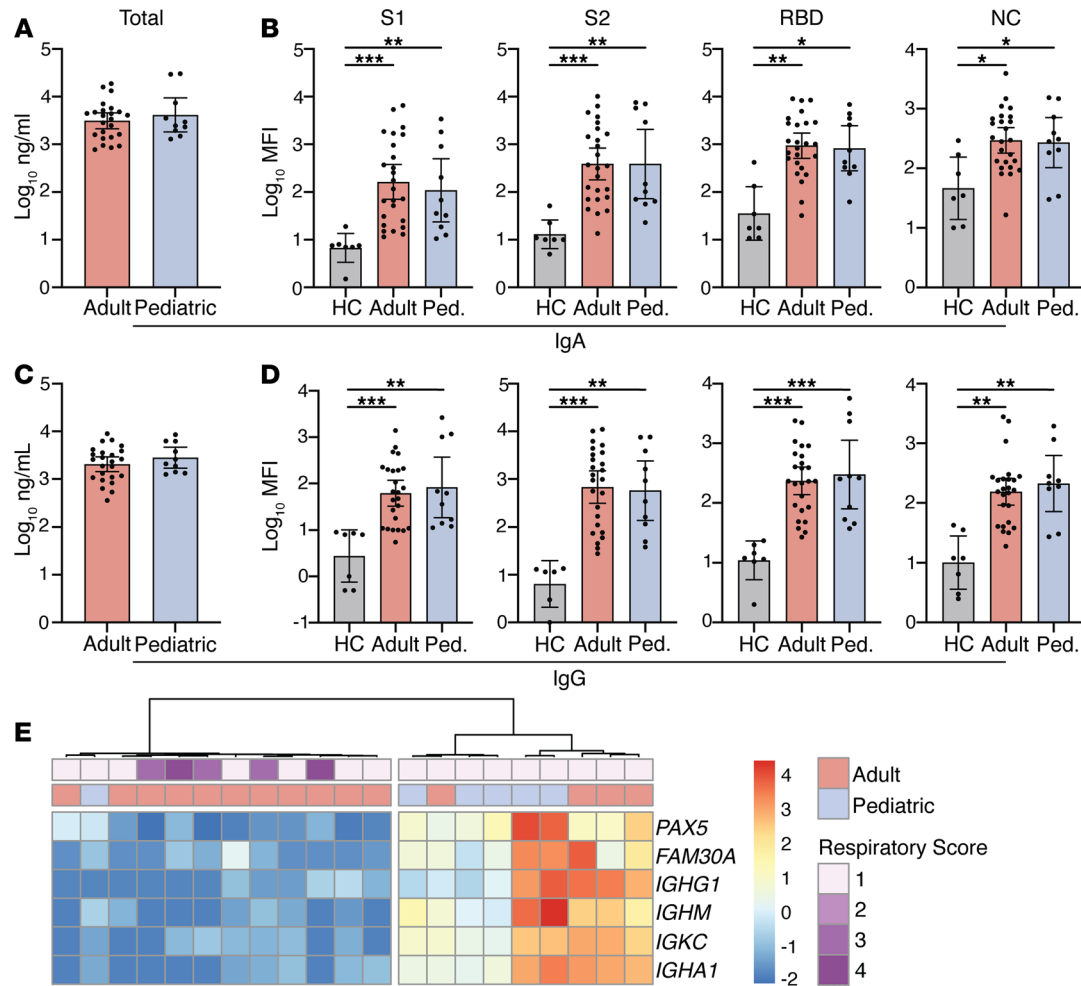 A
Total
B
S1
S2
RBD
NC
Log10 ng/ml
5
4
3
2
1
0
Adult Pediatric
Log10 MFI
5
4
3
2
1
0
**
***
HC Adult Ped.
5
4
3
2
1
0
**
***
HC Adult Ped.
5
4
3
2
1
0
*
**
HC Adult Ped.
4
3
2
1
0
*
*
HC Adult Ped.
IgA
C
D
Log10 ng/mL
5
4
3
2
1
0
Adult Pediatric
Log10 MFI
4
3
2
1
0
-1
**
***
HC Adult Ped.
5
4
3
2
1
0
**
***
HC Adult Ped.
4
3
2
1
0
***
***
HC Adult Ped.
4
3
2
1
0
**
**
HC Adult Ped.
IgG
E
PAX5
FAM30A
IGHG1
IGHM
IGKC
IGHA1
4
3
2
1
0
-1
-2
Adult
Pediatric
Respiratory Score
1
2
3
4